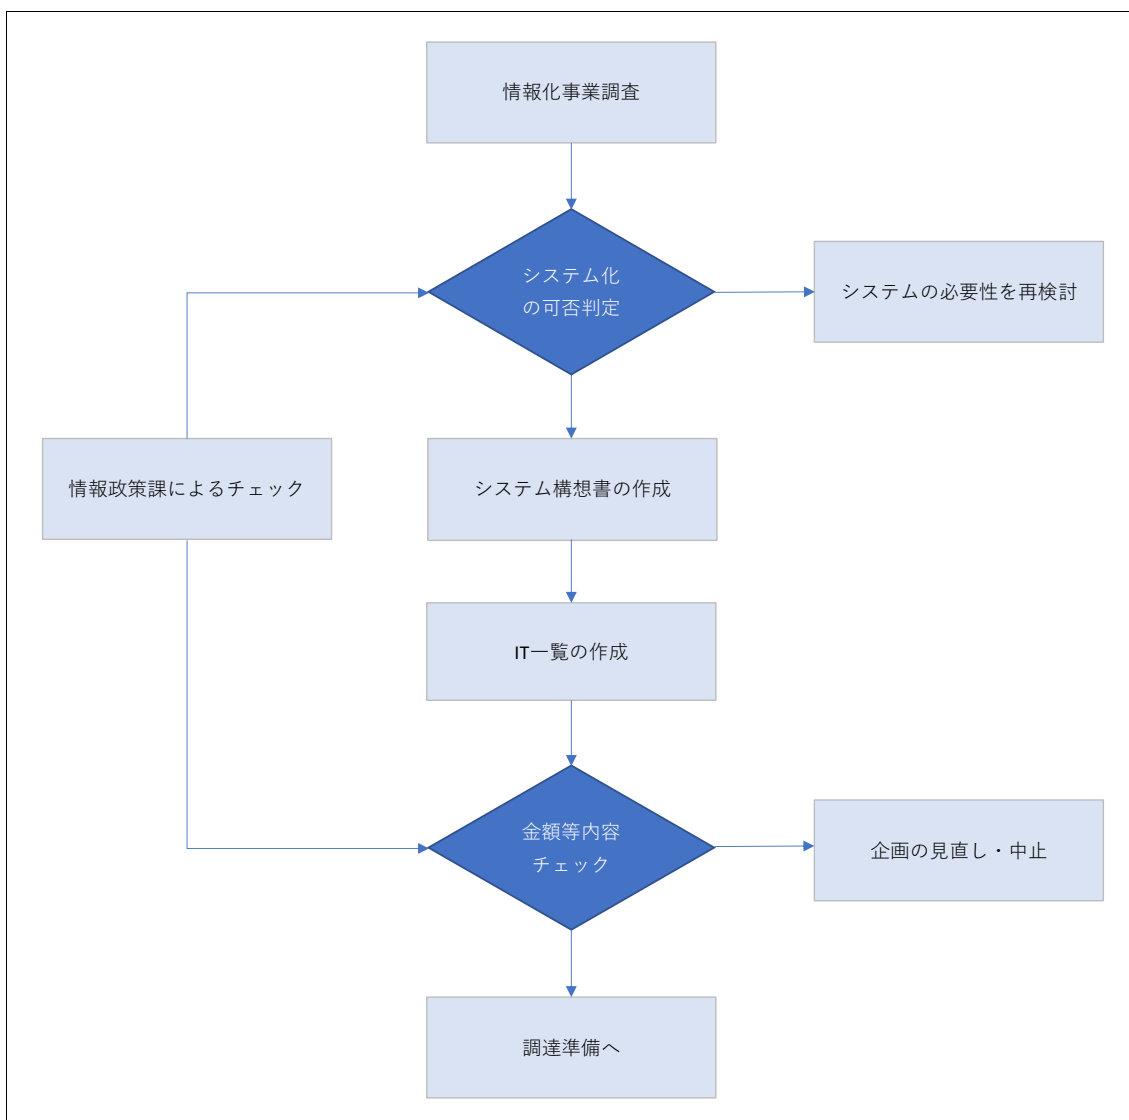 情報化事業調査
システム化
の可否判定
システムの必要性を再検討
情報政策課によるチェック
システム構想書の作成
IT一覧の作成
金額等内容
チェック
企画の見直し・中止
調達準備へ